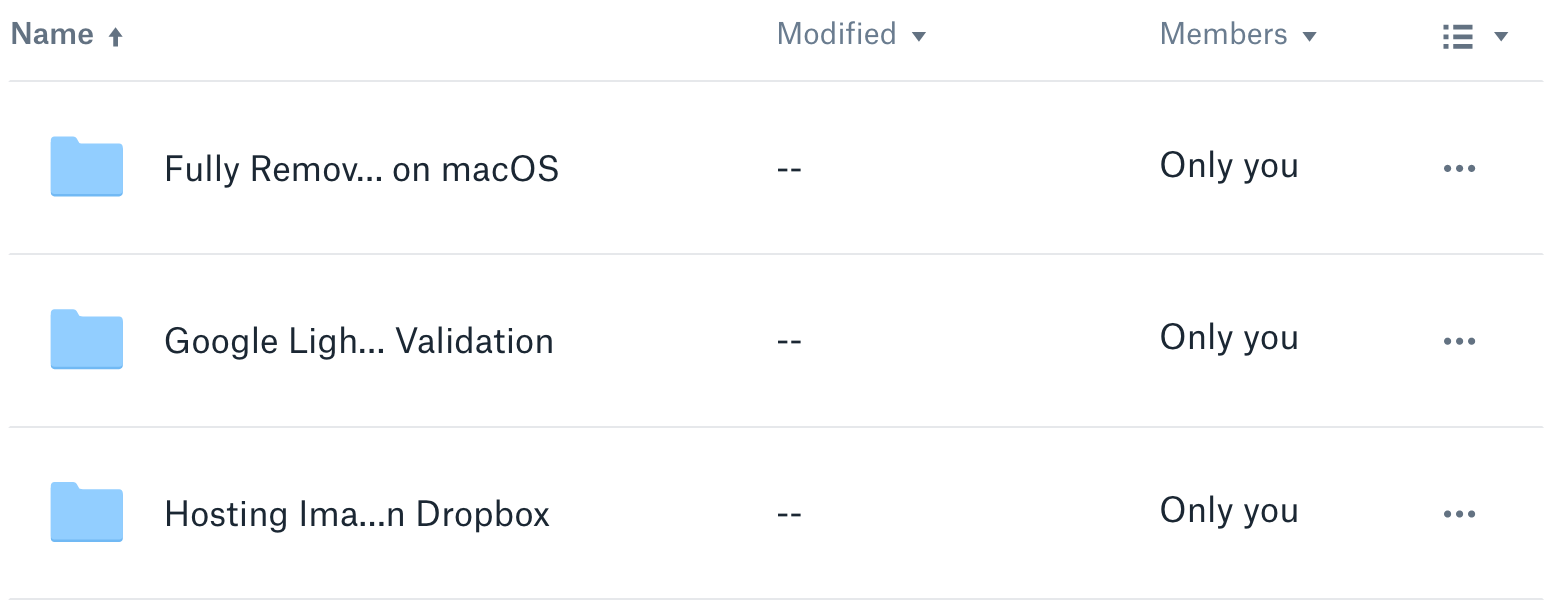 Name Modified Members
Fully Remov... on macOS -- Only you
Google Ligh... Validation -- Only you
Hosting Ima...n Dropbox -- Only you